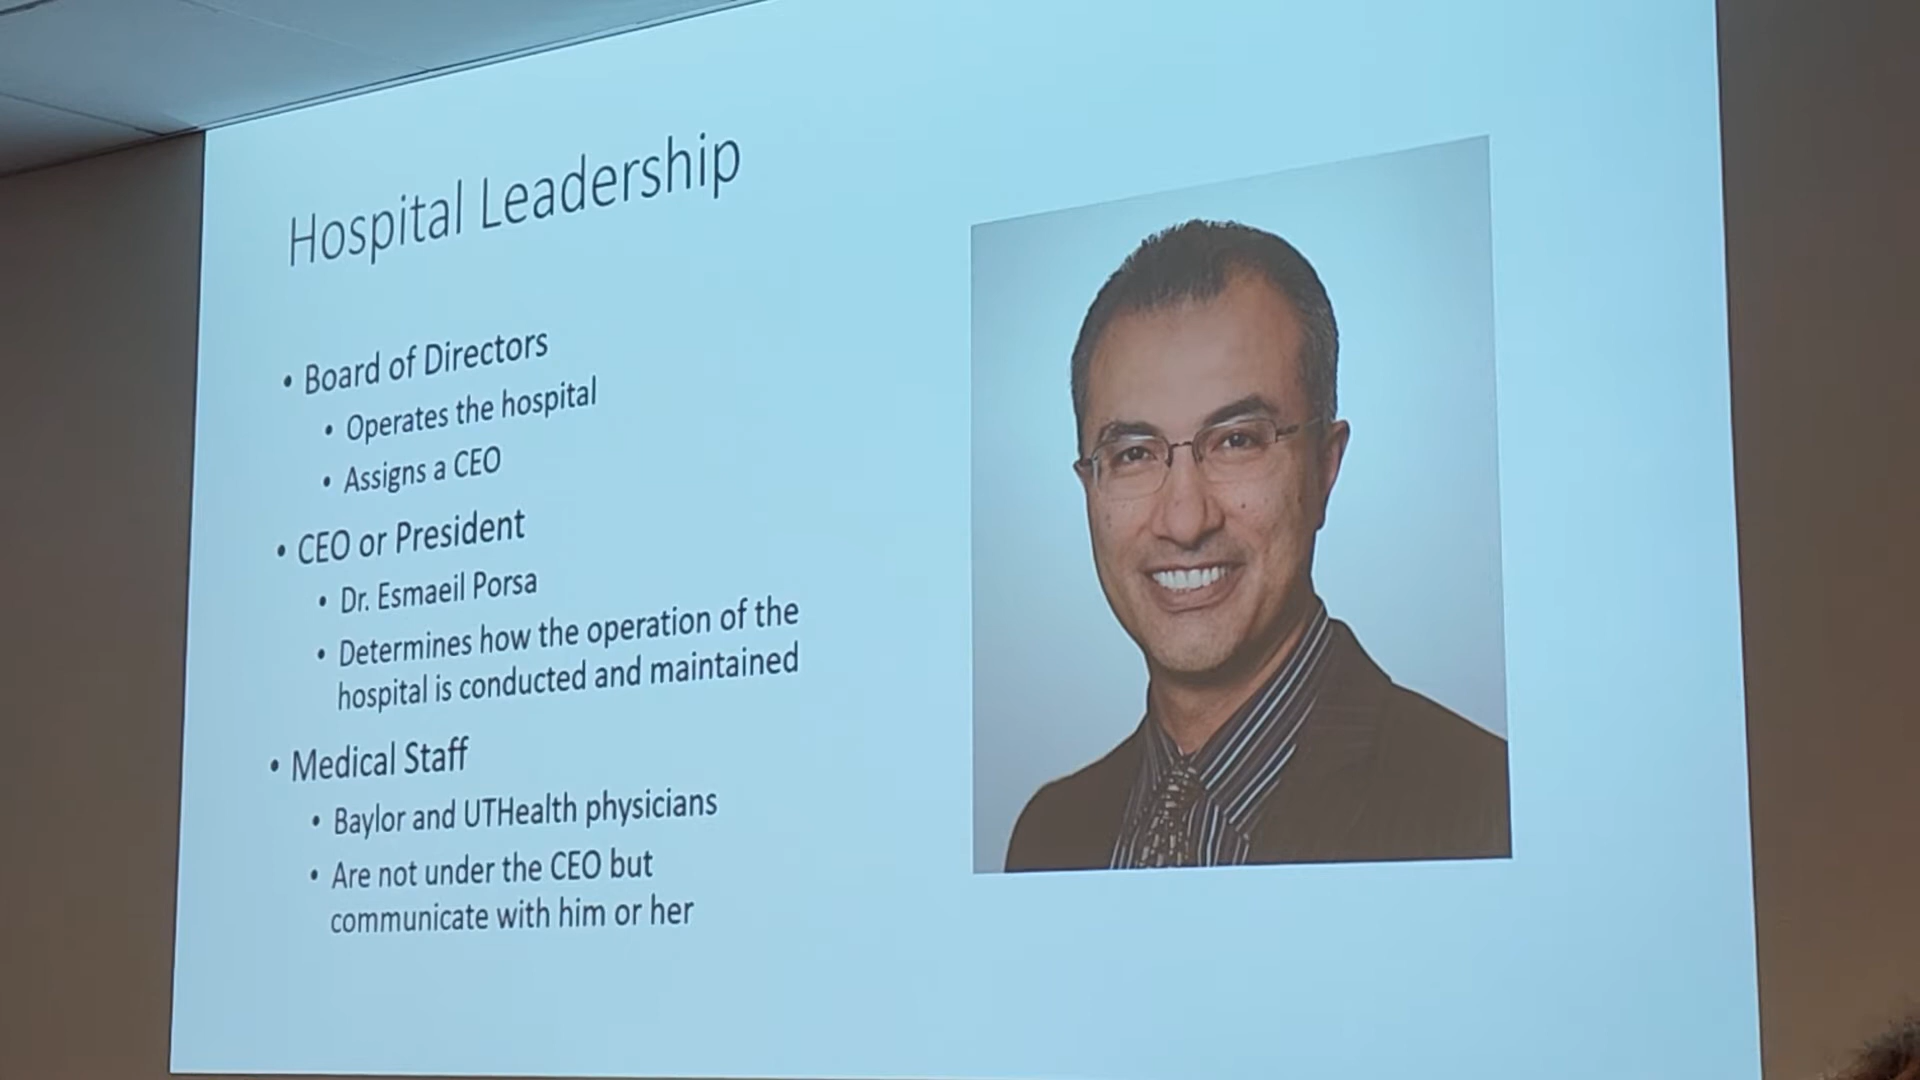 Hospital Leadership
• Board of Directors
• Operates the hospital
• Assigns a CEO
• CEO or President
• Dr. Esmaeil Porsa
• Determines how the operation of the
hospital is conducted and maintained
• Medical Staff
• Baylor and UTHealth physicians
• Are not under the CEO but
communicate with him or her